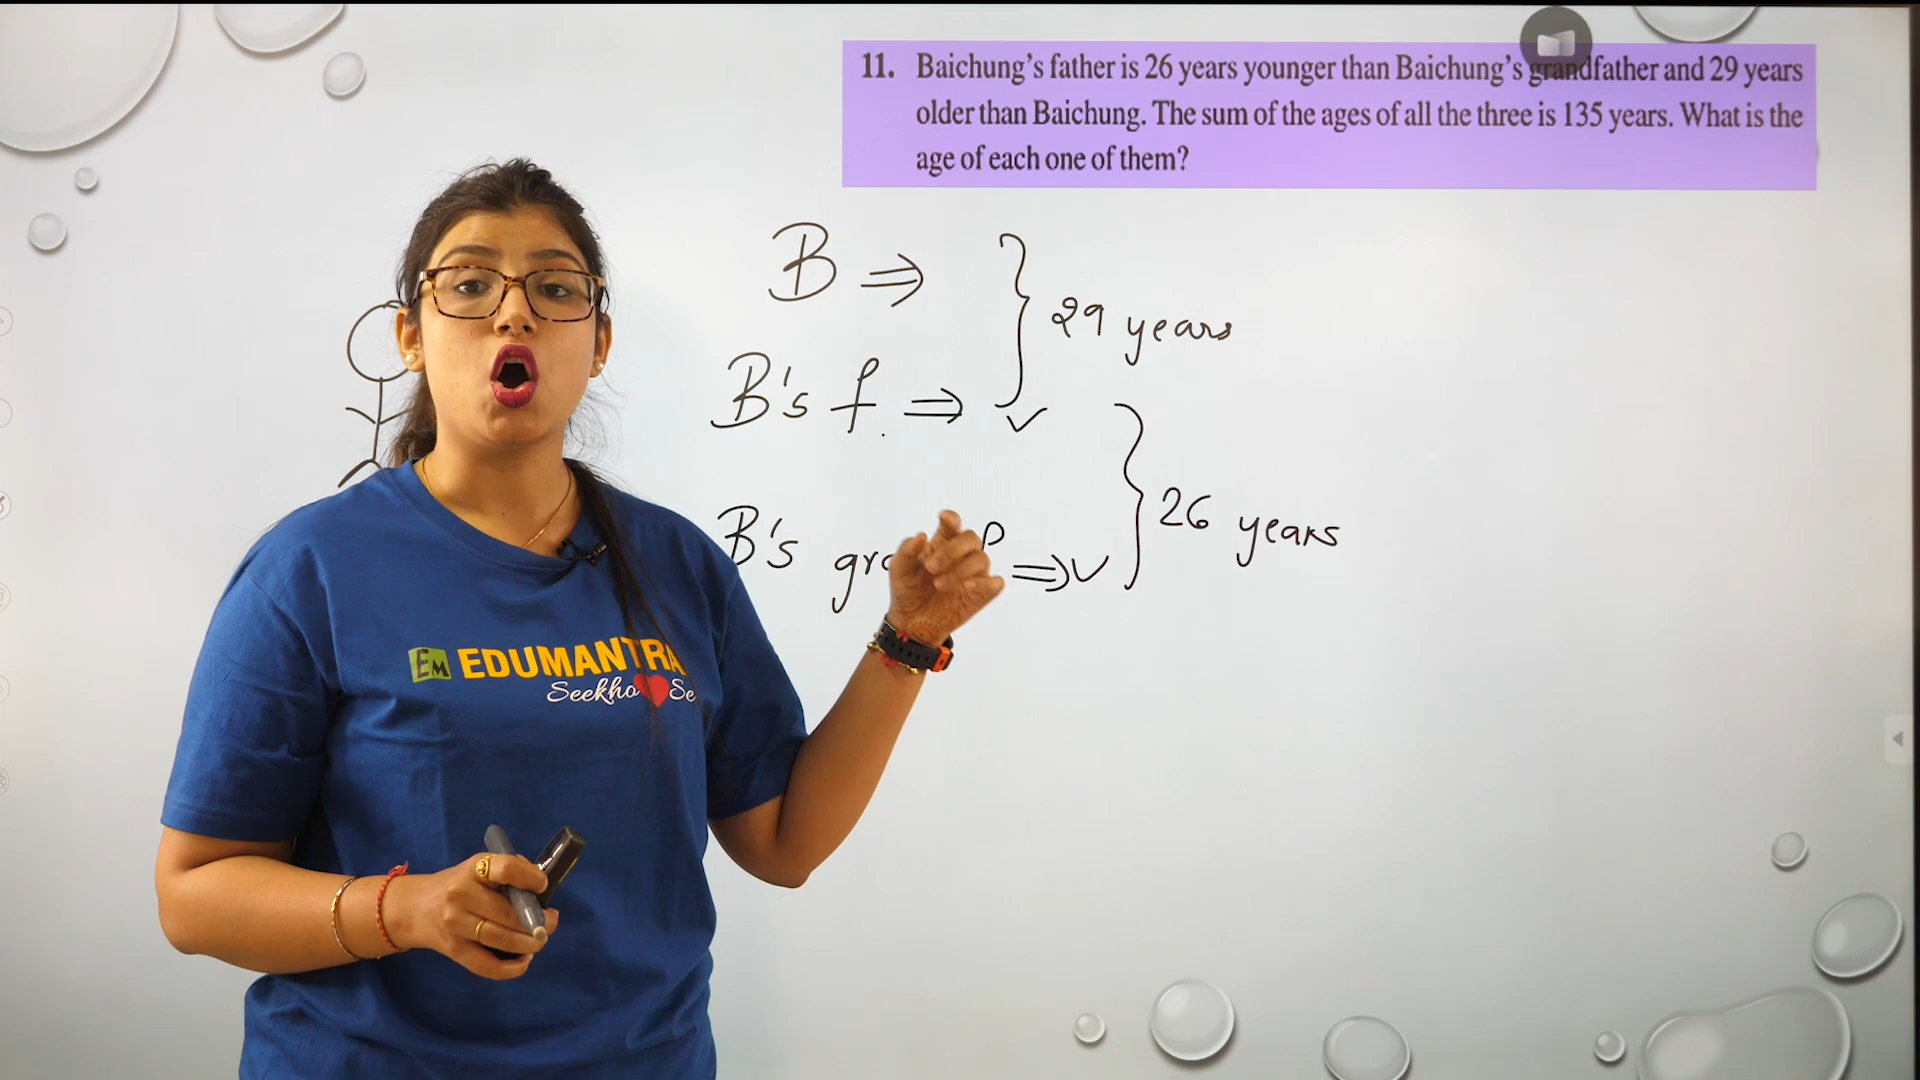 11. Baichung’s father is 26 years younger than Baichung’s grandfather and 29 years
older than Baichung. The sum of the ages of all the three is 135 years. What is the
age of each one of them?
B ⇒
29 years
B's f. ⇒
26 years
B's ⇒
EM EDUMANTRA
Seekho